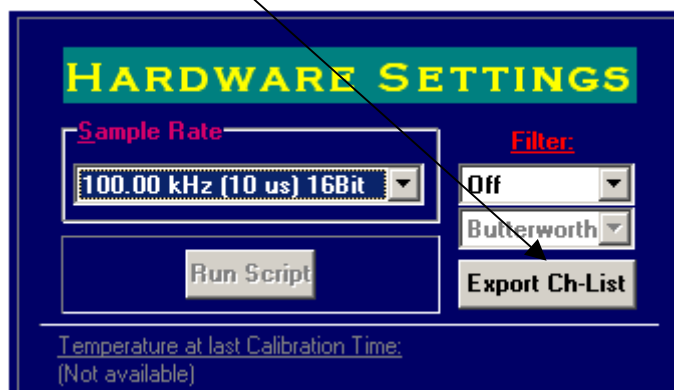 HARDWARE SETTINGS
Sample Rate
100.00 kHz (10 us) 16Bit
Filter:
Off
Butterworth
Run Script
Export Ch-List
Temperature at last Calibration Time:
(Not available)